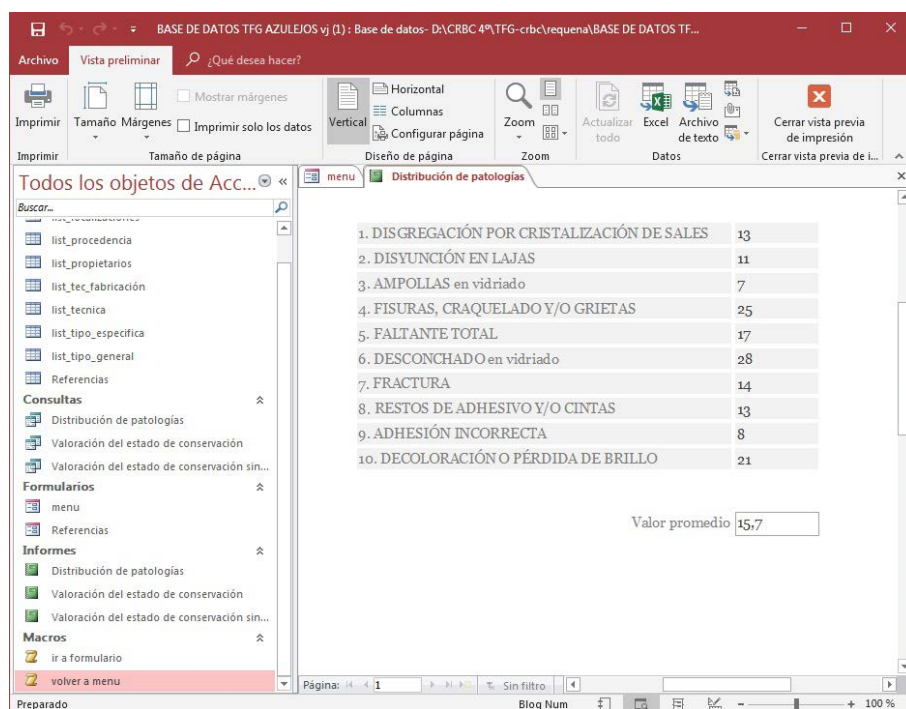 BASE DE DATOS TFG AZULEJOS vj (1) : Base de datos- D:\CRBC 4º\TFG-crbc\requena\BASE DE DATOS TF...
Archivo
Vista preliminar
¿Qué desea hacer?
Imprimir
Tamaño
Márgenes
Mostrar márgenes
Imprimir solo los datos
Vertical
Horizontal
Columnas
Configurar página
Zoom
Actualizar todo
Excel
Archivo de texto
Cerrar vista previa de impresión
Imprimir
Tamaño de página
Diseño de página
Zoom
Datos
Cerrar vista previa de i...
Todos los objetos de Acc...
Buscar...
list_localizaciones
list_procedencia
list_propietarios
list_tec_fabricación
list_tecnica
list_tipo_especifica
list_tipo_general
Referencias
Consultas
Distribución de patologías
Valoración del estado de conservación
Valoración del estado de conservación sin...
Formularios
menu
Referencias
Informes
Distribución de patologías
Valoración del estado de conservación
Valoración del estado de conservación sin...
Macros
ir a formulario
volver a menu
menu
Distribución de patologías
1. DISGREGACIÓN POR CRISTALIZACIÓN DE SALES 13
2. DISYUNCIÓN EN LAJAS 11
3. AMPOLLAS en vidriado 7
4. FISURAS, CRAQUELADO Y/O GRIETAS 25
5. FALTANTE TOTAL 17
6. DESCONCHADO en vidriado 28
7. FRACTURA 14
8. RESTOS DE ADHESIVO Y/O CINTAS 13
9. ADHESIÓN INCORRECTA 8
10. DECOLORACIÓN O PÉRDIDA DE BRILLO 21
Valor promedio 15,7
Página: 1
Sin filtro
Preparado
Bloq Num
100 %